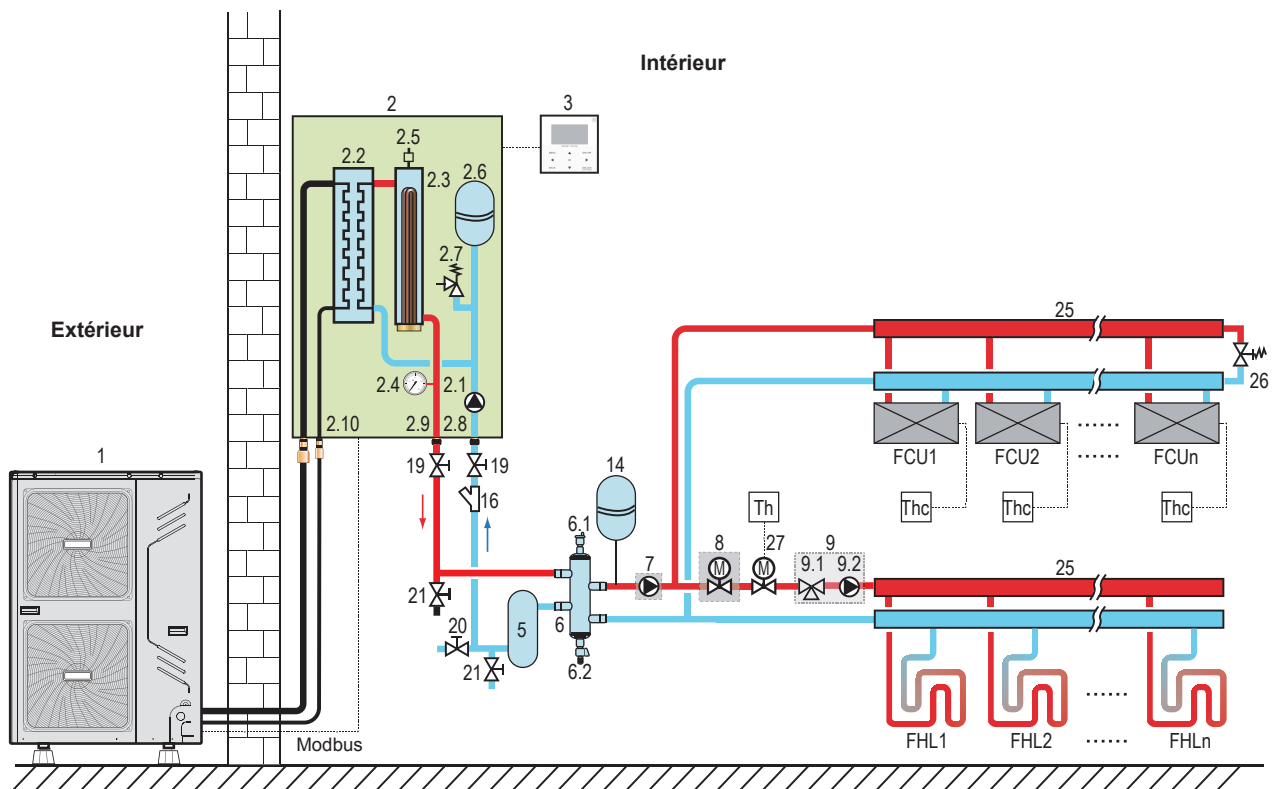 Intérieur
Extérieur
2
3
2.5
2.2
2.3
2.6
2.7
2.4
2.1
2.10
2.9
2.8
1
19
19
16
14
6.1
21
20
21
5
6
6.2
7
8
M
Th
27
M
9
9.1
9.2
25
26
FCU1
FCU2
......
FCUn
......
Thc
Thc
Thc
25
......
FHL1
FHL2
......
FHLn
Modbus